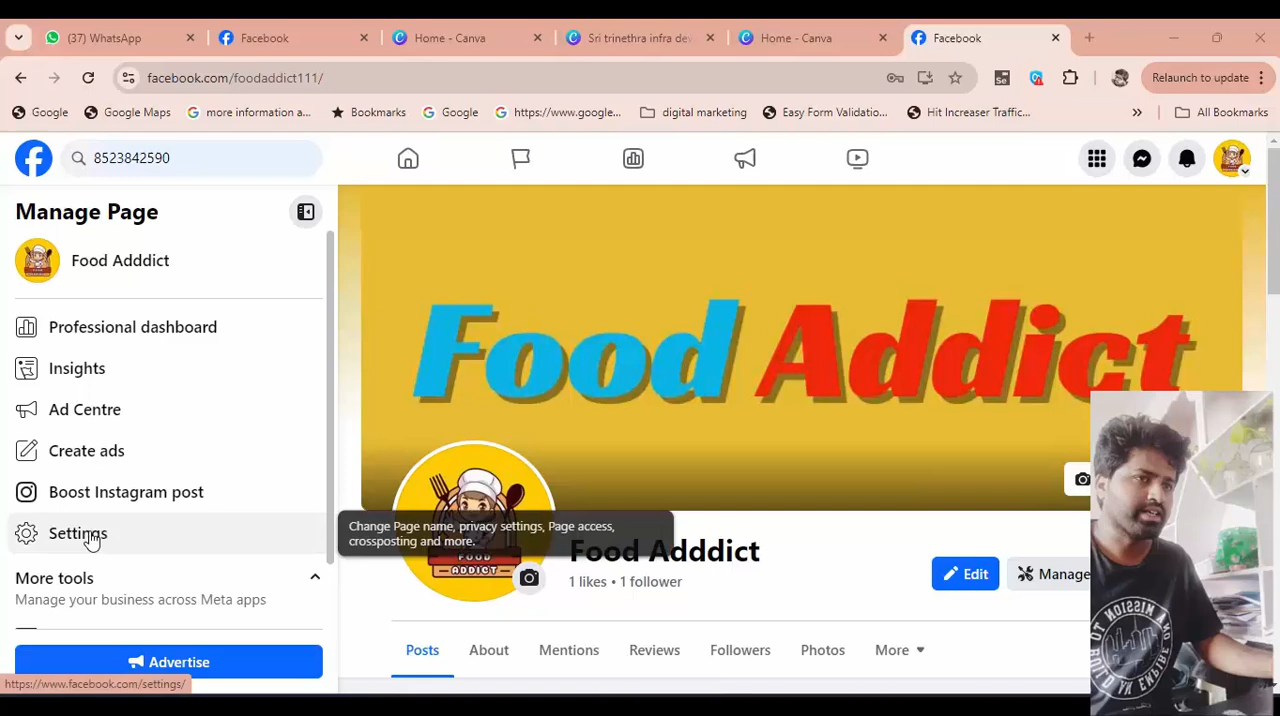 (37) WhatsApp
Facebook
Home - Canva
Sri trinethra infra dev
Home - Canva
Facebook
facebook.com/foodaddict111/
Relaunch to update
Google
Google Maps
more information a...
Bookmarks
Google
https://www.google...
digital marketing
Easy Form Validatio...
Hit Increaser Traffic...
»
All Bookmarks
8523842590
Manage Page
Food Adddict
Professional dashboard
Insights
Ad Centre
Create ads
Boost Instagram post
Settings
More tools
Manage your business across Meta apps
Advertise
https://www.facebook.com/settings/
Food Addict
Change Page name, privacy settings, Page access,
crossposting and more.
FOOD
ADDICT
Food Adddict
1 likes • 1 follower
Edit
Manage
Posts
About
Mentions
Reviews
Followers
Photos
More
A MISSION TO
BUILD
EMPIRE